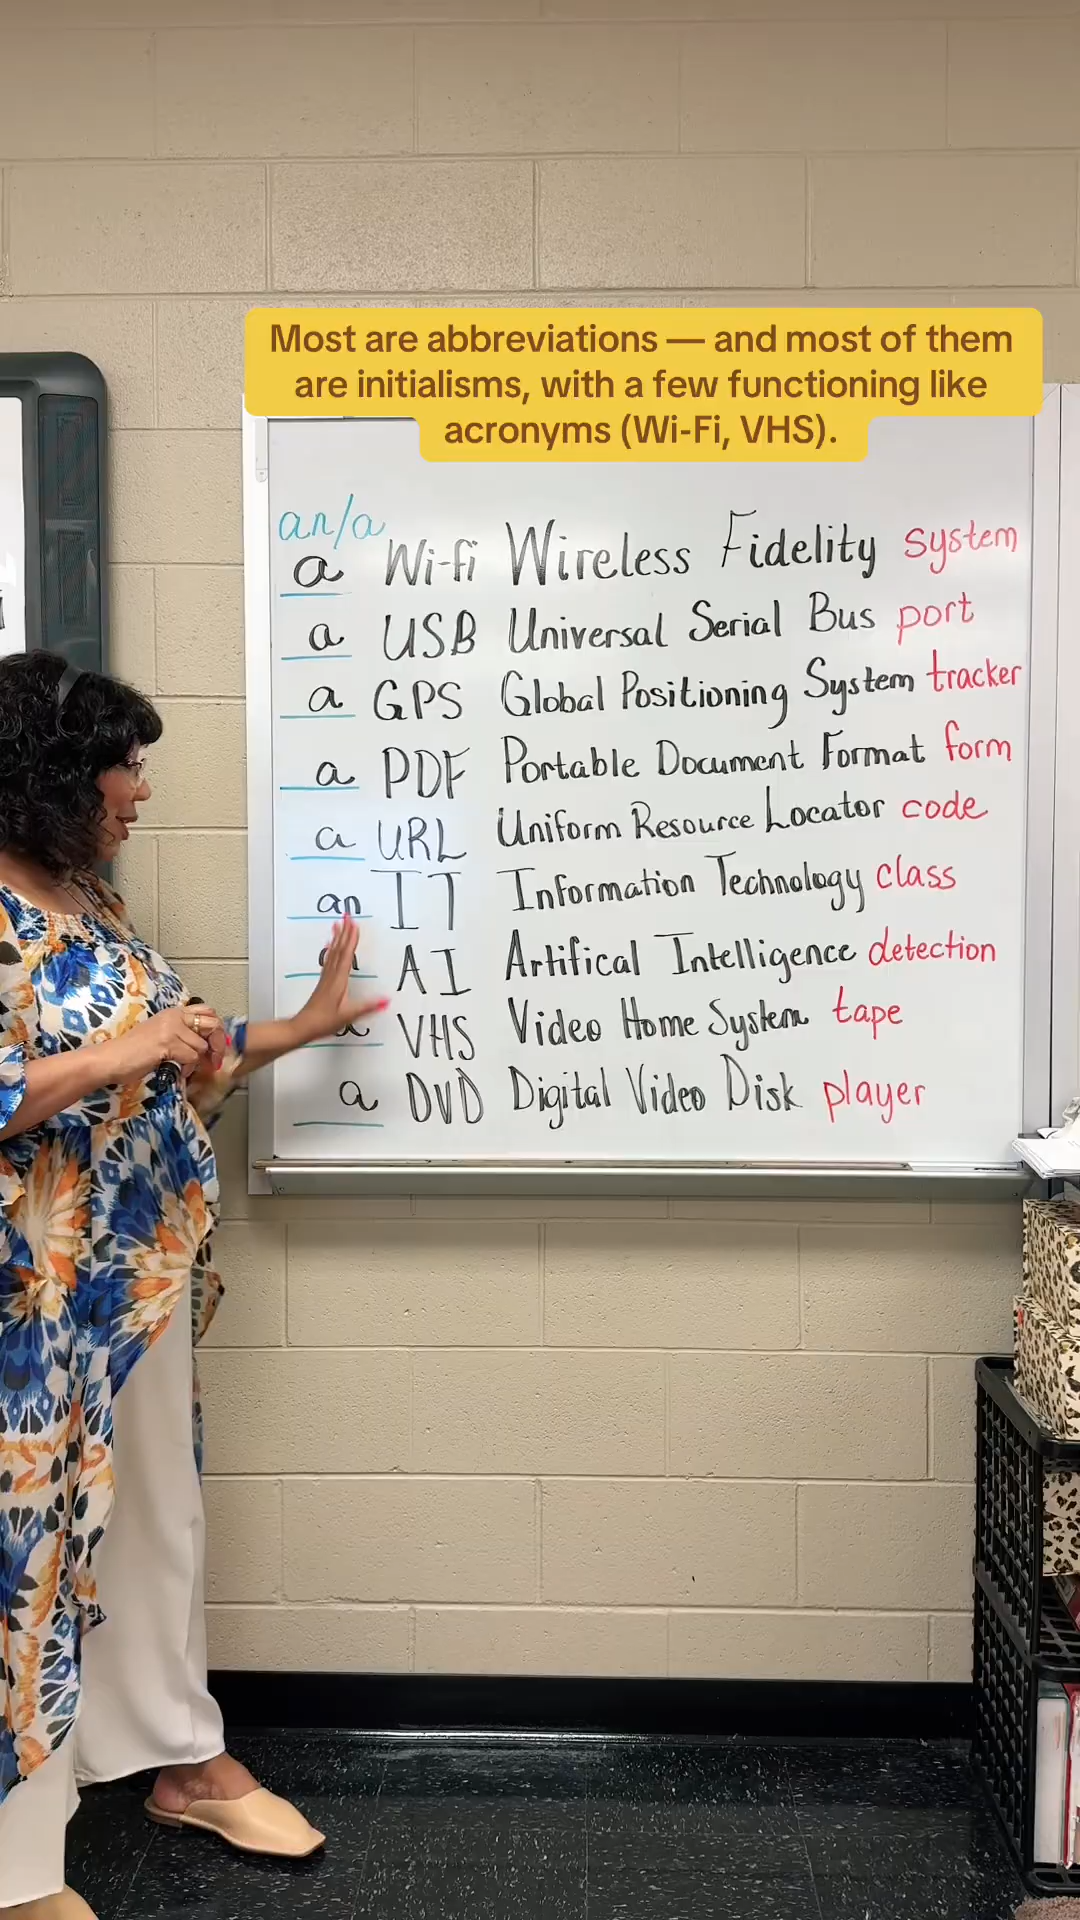 Most are abbreviations — and most of them
are initialisms, with a few functioning like
acronyms (Wi-Fi, VHS).
an/a
a Wi-fi Wireless Fidelity system
a USB Universal Serial Bus port
a GPS Global Positioning System tracker
a PDF Portable Document Format form
a URL Uniform Resource Locator code
an IT Information Technology class
AI Artifical Intelligence detection
VHS Video Home System tape
a DVD Digital Video Disk player